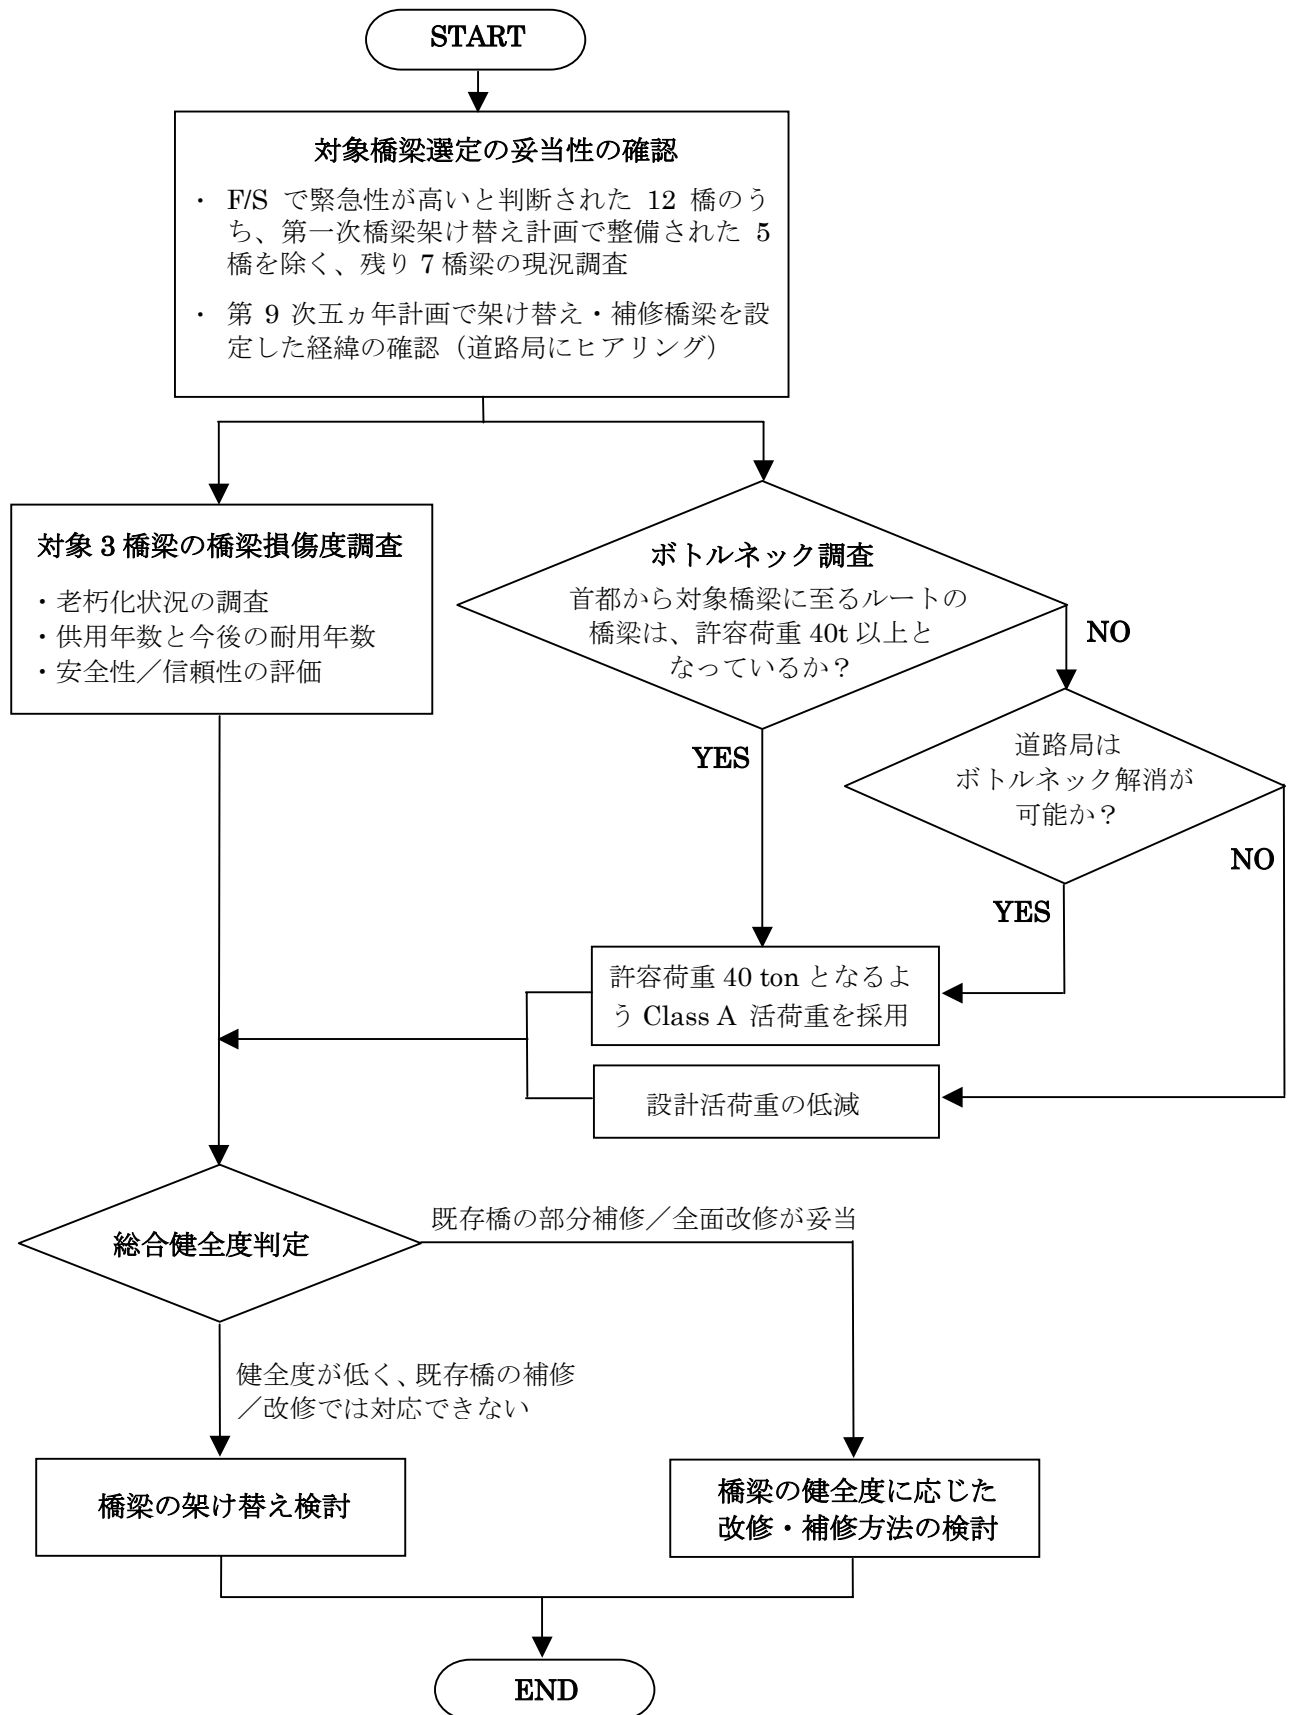 START
対象橋梁選定の妥当性の確認
・ F/S で緊急性が高いと判断された 12 橋のう
ち、第一次橋梁架け替え計画で整備された 5
橋を除く、残り 7 橋梁の現況調査
・ 第 9 次五ヵ年計画で架け替え・補修橋梁を設
定した経緯の確認（道路局にヒアリング）
対象 3 橋梁の橋梁損傷度調査
・老朽化状況の調査
・供用年数と今後の耐用年数
・安全性／信頼性の評価
ボトルネック調査
首都から対象橋梁に至るルートの
橋梁は、許容荷重 40t 以上と
なっているか？
NO
YES
道路局は
ボトルネック解消が
可能か？
NO
YES
許容荷重 40 ton となるよ
う Class A 活荷重を採用
設計活荷重の低減
総合健全度判定
既存橋の部分補修／全面改修が妥当
健全度が低く、既存橋の補修
／改修では対応できない
橋梁の架け替え検討
橋梁の健全度に応じた
改修・補修方法の検討
END